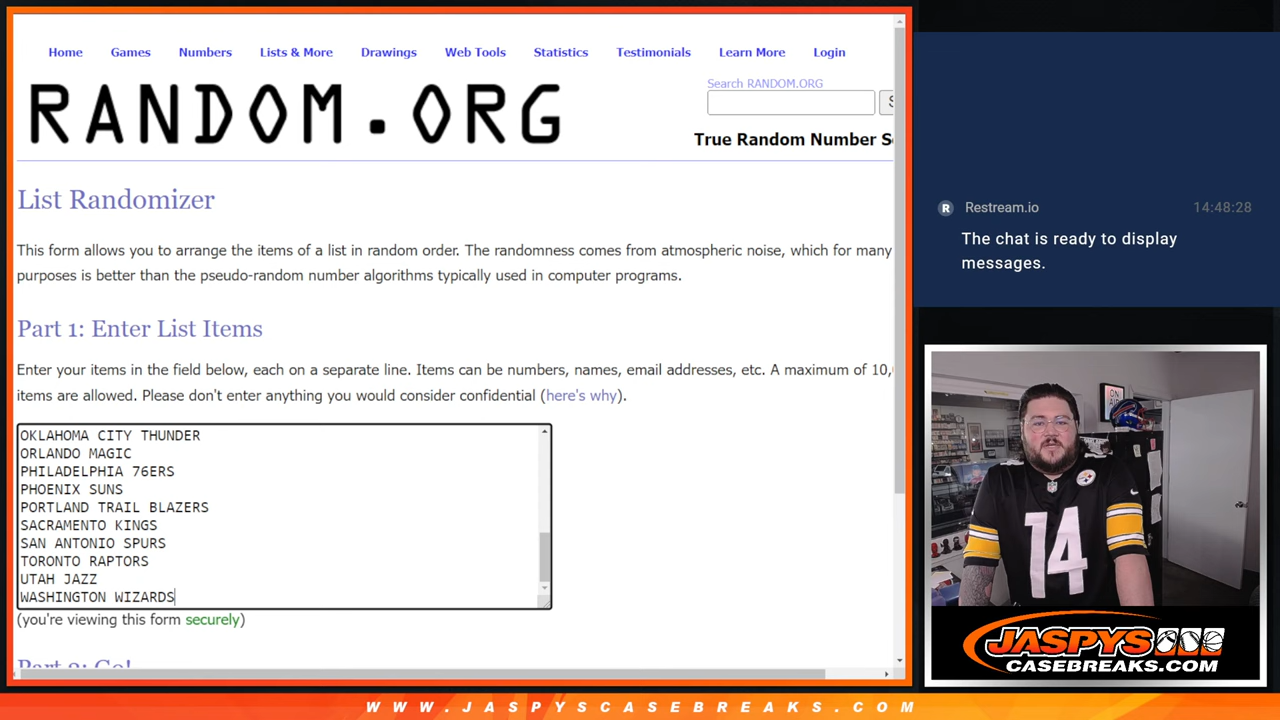 Home Games Numbers Lists & More Drawings Web Tools Statistics Testimonials Learn More Login
RANDOM.ORG
Search RANDOM.ORG
True Random Number
List Randomizer
This form allows you to arrange the items of a list in random order. The randomness comes from atmospheric noise, which for many
purposes is better than the pseudo-random number algorithms typically used in computer programs.
Part 1: Enter List Items
Enter your items in the field below, each on a separate line. Items can be numbers, names, email addresses, etc. A maximum of 10,
items are allowed. Please don't enter anything you would consider confidential (here's why).
OKLAHOMA CITY THUNDER
ORLANDO MAGIC
PHILADELPHIA 76ERS
PHOENIX SUNS
PORTLAND TRAIL BLAZERS
SACRAMENTO KINGS
SAN ANTONIO SPURS
TORONTO RAPTORS
UTAH JAZZ
WASHINGTON WIZARDS
(you're viewing this form securely)
Part 2: Go!
R Restream.io 14:48:28
The chat is ready to display
messages.
ON AIR
14
JASPYS
CASEBREAKS.COM
WWW.JASPYSCASEBREAKS.COM